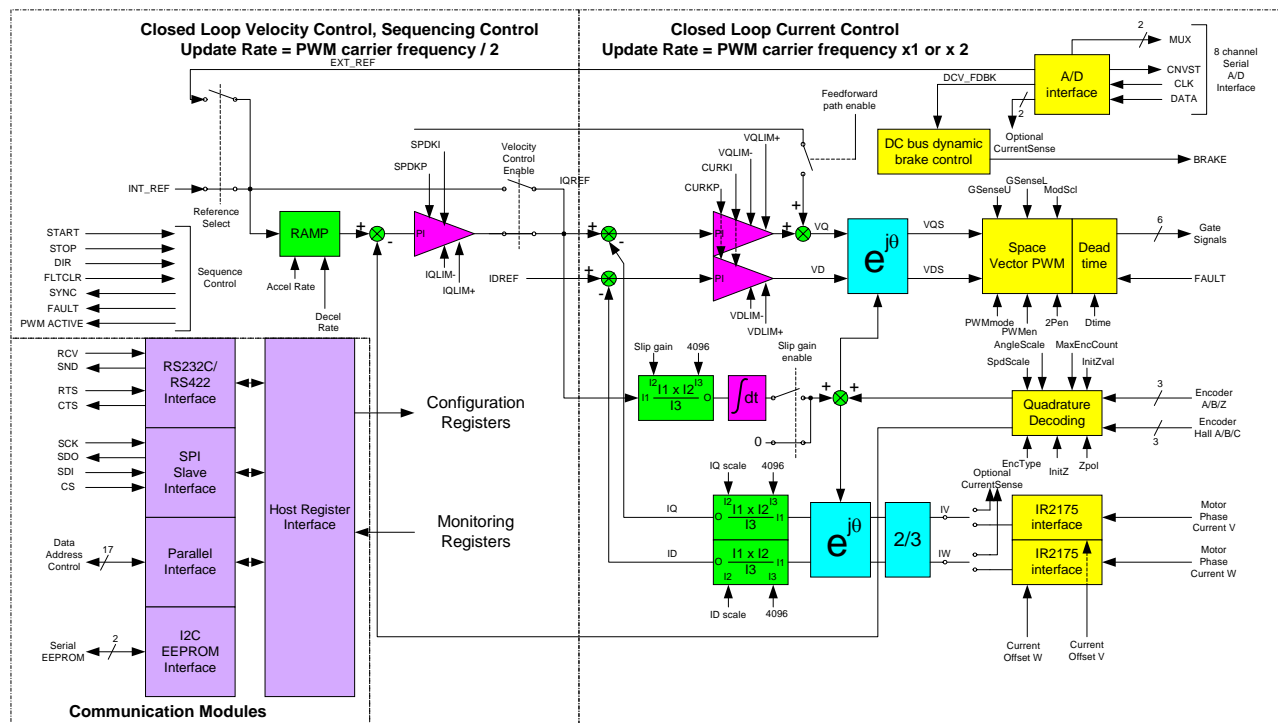 Closed Loop Velocity Control, Sequencing Control
Update Rate = PWM carrier frequency / 2
Closed Loop Current Control
Update Rate = PWM carrier frequency x1 or x 2
EXT_REF
INT_REF
Reference
Select
START
STOP
DIR
FLTCLR
SYNC
FAULT
PWM ACTIVE
Sequence
Control
RAMP
Accel Rate
Decel
Rate
+
-
SPDKP
SPDKI
PI
IQLIM-
IQLIM+
Velocity
Control
Enable
IQREF
IDREF
+
-
+
-
CURKP
CURKI
VQLIM-
VQLIM+
PI
PI
VDLIM-
VDLIM+
Feedforward
path enable
+
+
VQ
VD
e^jθ
VQS
VDS
DCV_FDBK
A/D
interface
2
MUX
CNVST
CLK
DATA
8 channel
Serial
A/D
Interface
2
Optional
CurrentSense
DC bus dynamic
brake control
BRAKE
GSenseU
GSenseL
ModScl
Space
Vector PWM
Dead
time
6
Gate
Signals
FAULT
PWMmode
PWMen
2Pen
Dtime
AngleScale
MaxEncCount
SpdScale
InitZval
Quadrature
Decoding
3
Encoder
A/B/Z
3
Encoder
Hall A/B/C
EncType
InitZ
Zpol
Slip gain
4096
I2
I3
I1
I1 x I2
I3
O
∫dt
Slip gain
enable
0
+
+
IQ scale
4096
IQ
I2
I3
O
I1 x I2
I3
I1
ID
O
I1 x I2
I3
I1
I2
I3
ID scale
4096
e^jθ
2/3
IV
IW
Optional
CurrentSense
IR2175
interface
IR2175
interface
Motor
Phase
Current V
Motor
Phase
Current W
Current
Offset W
Current
Offset V
RCV
SND
RTS
CTS
RS232C/
RS422
Interface
SCK
SDO
SDI
CS
SPI
Slave
Interface
Data
Address
Control
17
Parallel
Interface
Serial
EEPROM
2
I2C
EEPROM
Interface
Host Register
Interface
Configuration
Registers
Monitoring
Registers
Communication Modules